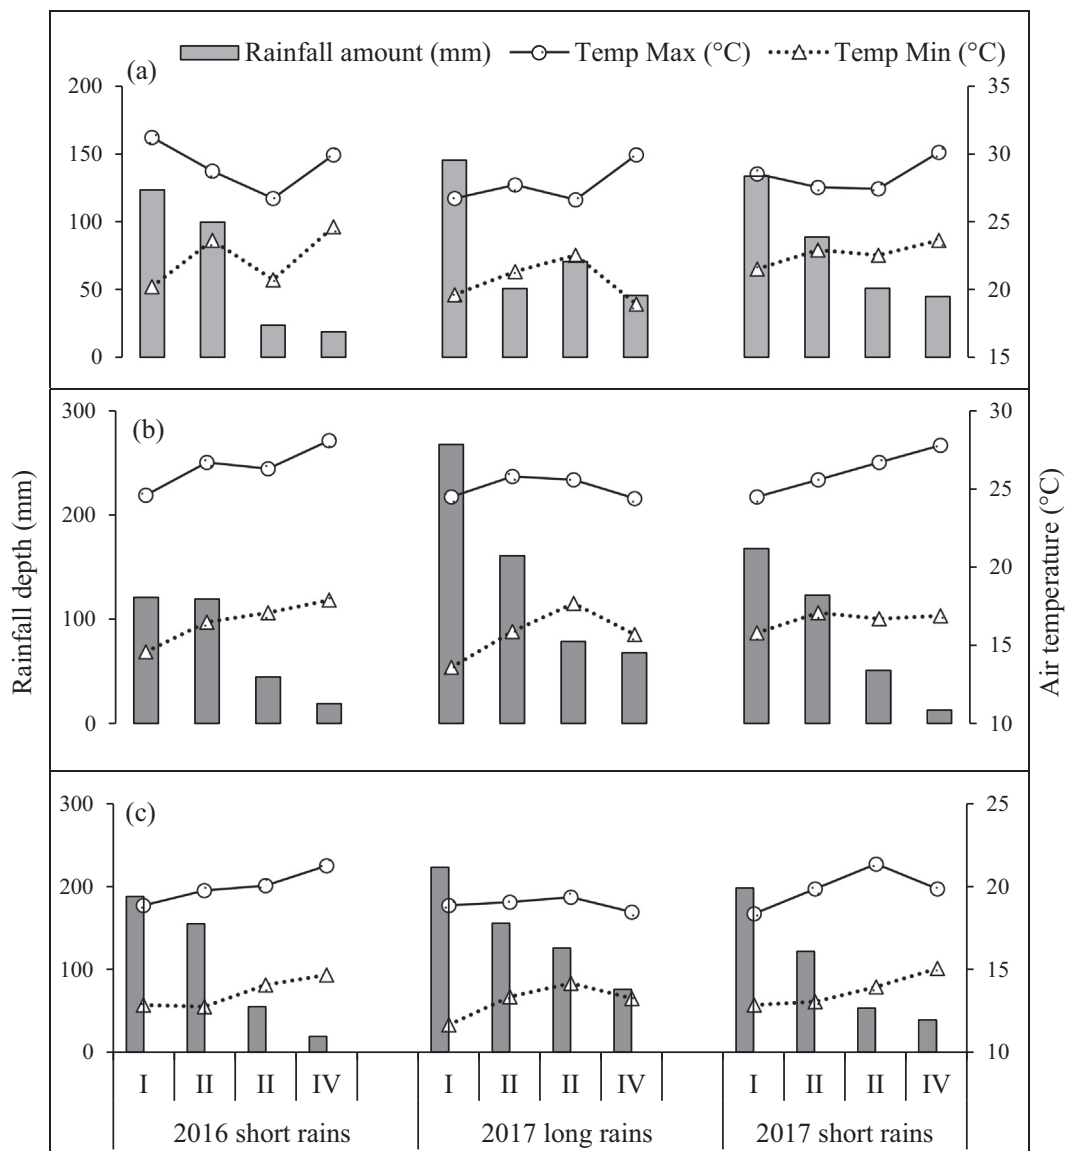 Rainfall amount (mm) Temp Max (°C) Temp Min (°C)
(a)
200 35
150 30
100 25
50 20
0 15
(b)
300 30
25
200
20
100
15
0 10
Rainfall depth (mm)
Air temperature (°C)
(c)
300 25
200 20
100 15
0 10
I II II IV I II II IV I II II IV
2016 short rains 2017 long rains 2017 short rains